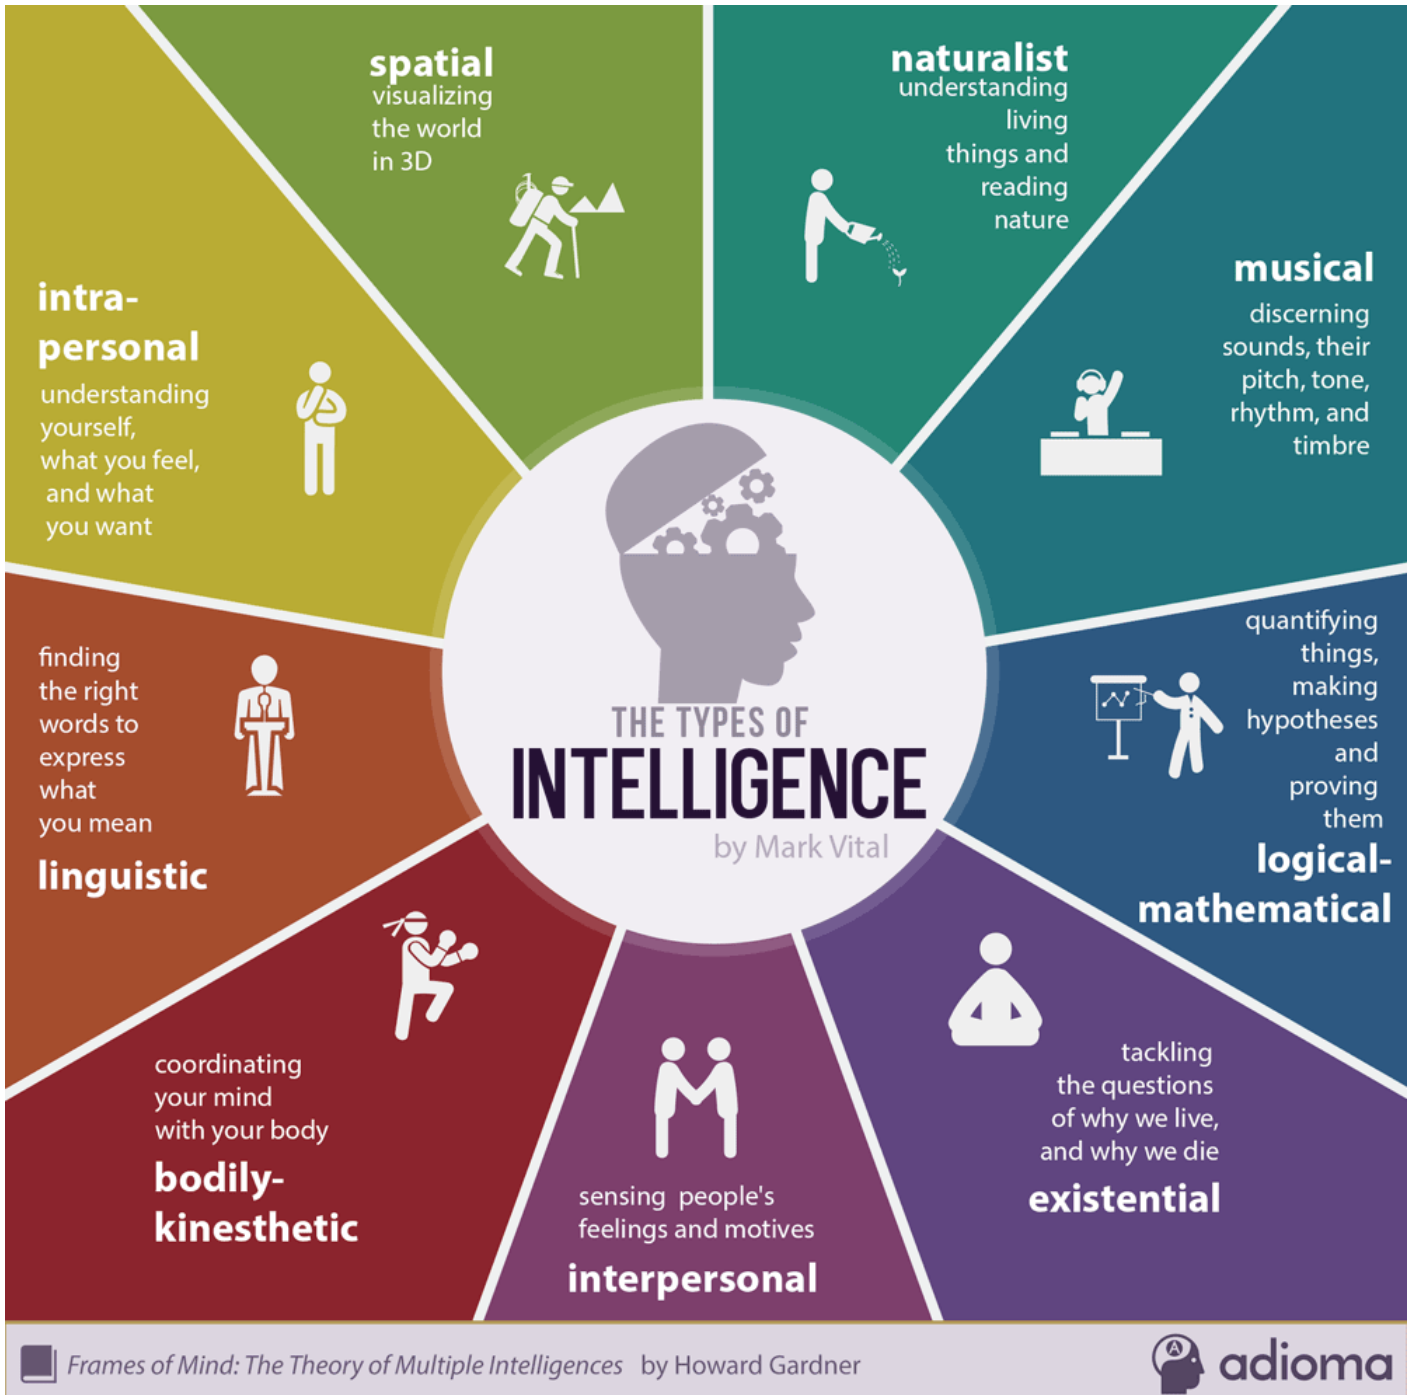 spatial
visualizing
the world
in 3D
naturalist
understanding
living
things and
reading
nature
musical
discerning
sounds, their
pitch, tone,
rhythm, and
timbre
intra-
personal
understanding
yourself,
what you feel,
and what
you want
finding
the right
words to
express
what
you mean
linguistic
THE TYPES OF
INTELLIGENCE
by Mark Vital
quantifying
things,
making
hypotheses
and
proving
them
logical-
mathematical
coordinating
your mind
with your body
bodily-
kinesthetic
sensing people's
feelings and motives
interpersonal
tackling
the questions
of why we live,
and why we die
existential
Frames of Mind: The Theory of Multiple Intelligences by Howard Gardner
A
adioma